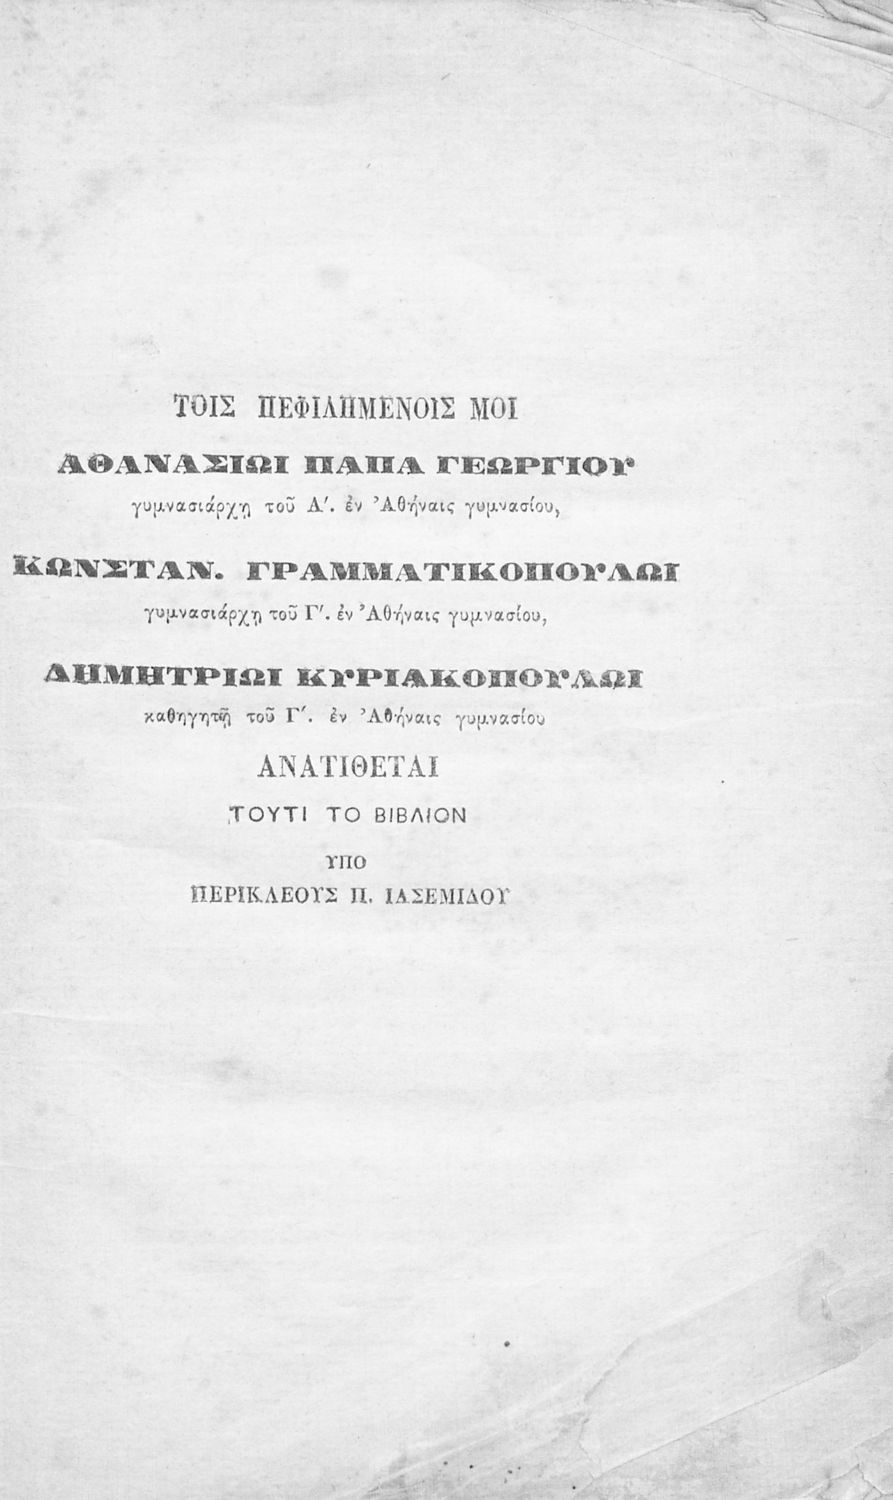 ΤΟΙΣ ΠΕΦΙΛΗΜΕΝΟΙΣ ΜΟΙ
ΑΘΑΝΑΣΙΩΙ ΠΑΠΑ ΓΕΩΡΓΙΟΥ
γυμνασιάρχῃ τοῦ Α′. ἐν Ἀθήναις γυμνασίου,
ΚΩΝΣΤΑΝ. ΓΡΑΜΜΑΤΙΚΟΠΟΥΛΩΙ
γυμνασιάρχῃ τοῦ Γ′. ἐν Ἀθήναις γυμνασίου,
ΔΗΜΗΤΡΙΩΙ ΚΥΡΙΑΚΟΠΟΥΛΩΙ
καθηγητῇ τοῦ Γ′. ἐν Ἀθήναις γυμνασίου
ΑΝΑΤΙΘΕΤΑΙ
ΤΟΥΤΙ ΤΟ ΒΙΒΛΙΟΝ
ΥΠΟ
ΠΕΡΙΚΛΕΟΥΣ Π. ΙΑΣΕΜΙΔΟΥ